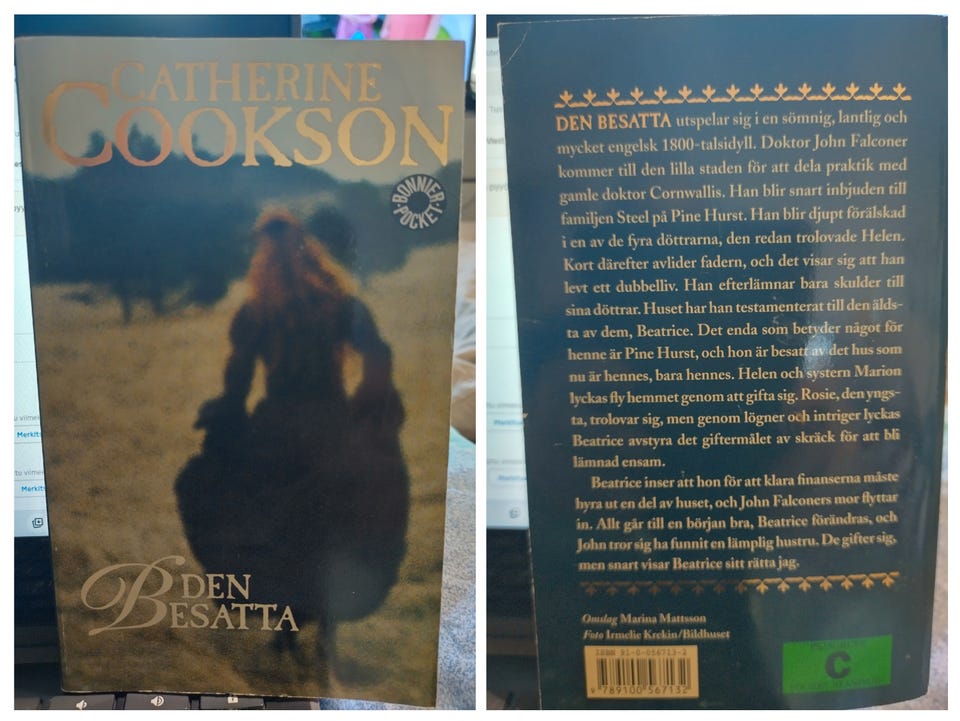 CATHERINE
COOKSON
BONNIER
POCKET
DEN
BESATTA
DEN BESATTA utspelar sig i en sömnig, lantlig och
mycket engelsk 1800-talsidyll. Doktor John Falconer
kommer till den lilla staden för att dela praktik med
gamle doktor Cornwallis. Han blir snart inbjuden till
familjen Steel på Pine Hurst. Han blir djupt förälskad
i en av de fyra döttrarna, den redan trolovade Helen.
Kort därefter avlider fadern, och det visar sig att han
levt ett dubbelliv. Han efterlämnar bara skulder till
sina döttrar. Huset har han testamenterat till den älds-
ta av dem, Beatrice. Det enda som betyder något för
henne är Pine Hurst, och hon är besatt av det hus som
nu är hennes, bara hennes. Helen och systern Marion
lyckas fly hemmet genom att gifta sig. Rosie, den yngs-
ta, trolovar sig, men genom lögner och intriger lyckas
Beatrice avstyra det giftermålet av skräck för att bli
lämnad ensam.
Beatrice inser att hon för att klara finanserna måste
hyra ut en del av huset, och John Falconers mor flyttar
in. Allt går till en början bra, Beatrice förändras, och
John tror sig ha funnit en lämplig hustru. De gifter sig,
men snart visar Beatrice sitt rätta jag.
Omslag Marina Mattsson
Foto Irmelie Krekin/Bildhuset
ISBN 91-0-056713-2
9 789100 567132
C